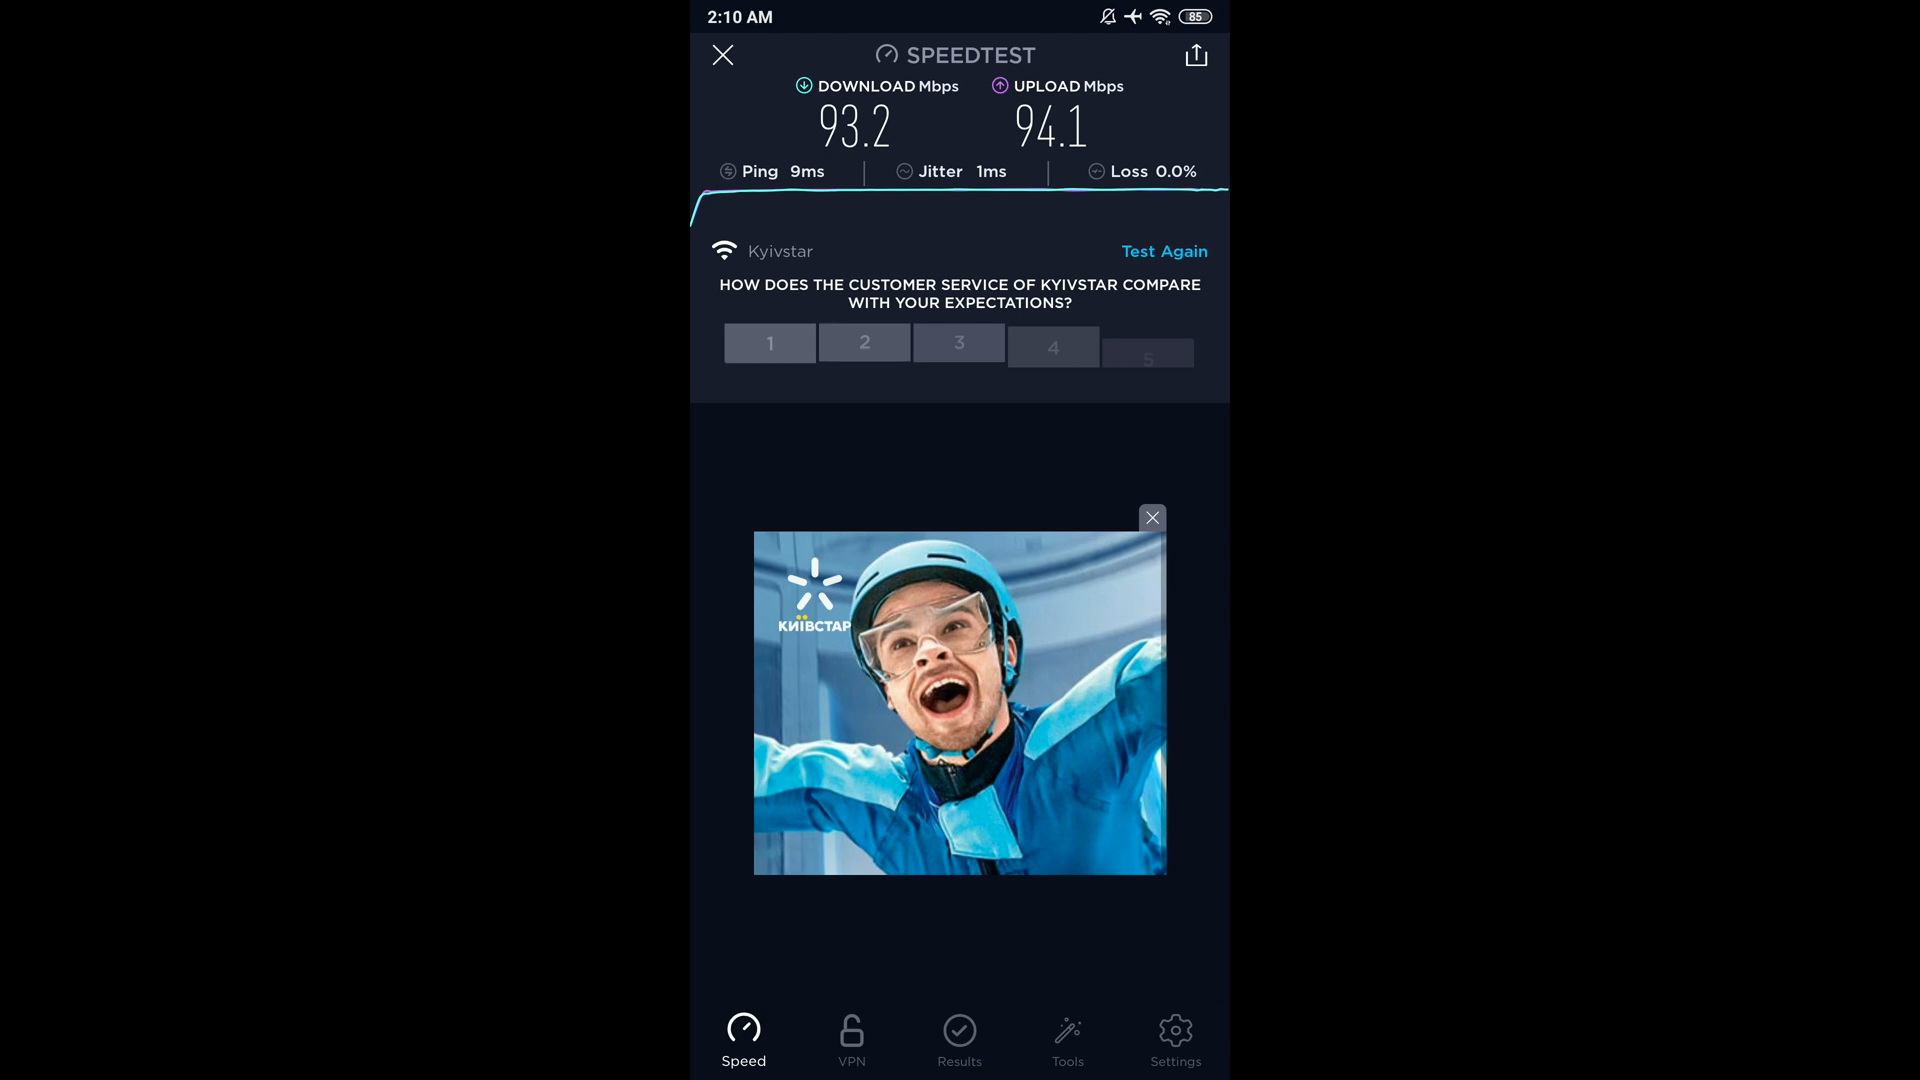 2:10 AM
85
SPEEDTEST
DOWNLOAD Mbps
UPLOAD Mbps
93.2
94.1
Ping 9ms
Jitter 1ms
Loss 0.0%
Kyivstar
Test Again
HOW DOES THE CUSTOMER SERVICE OF KYIVSTAR COMPARE
WITH YOUR EXPECTATIONS?
1
2
3
4
5
КИЇВСТАР
Speed
VPN
Results
Tools
Settings